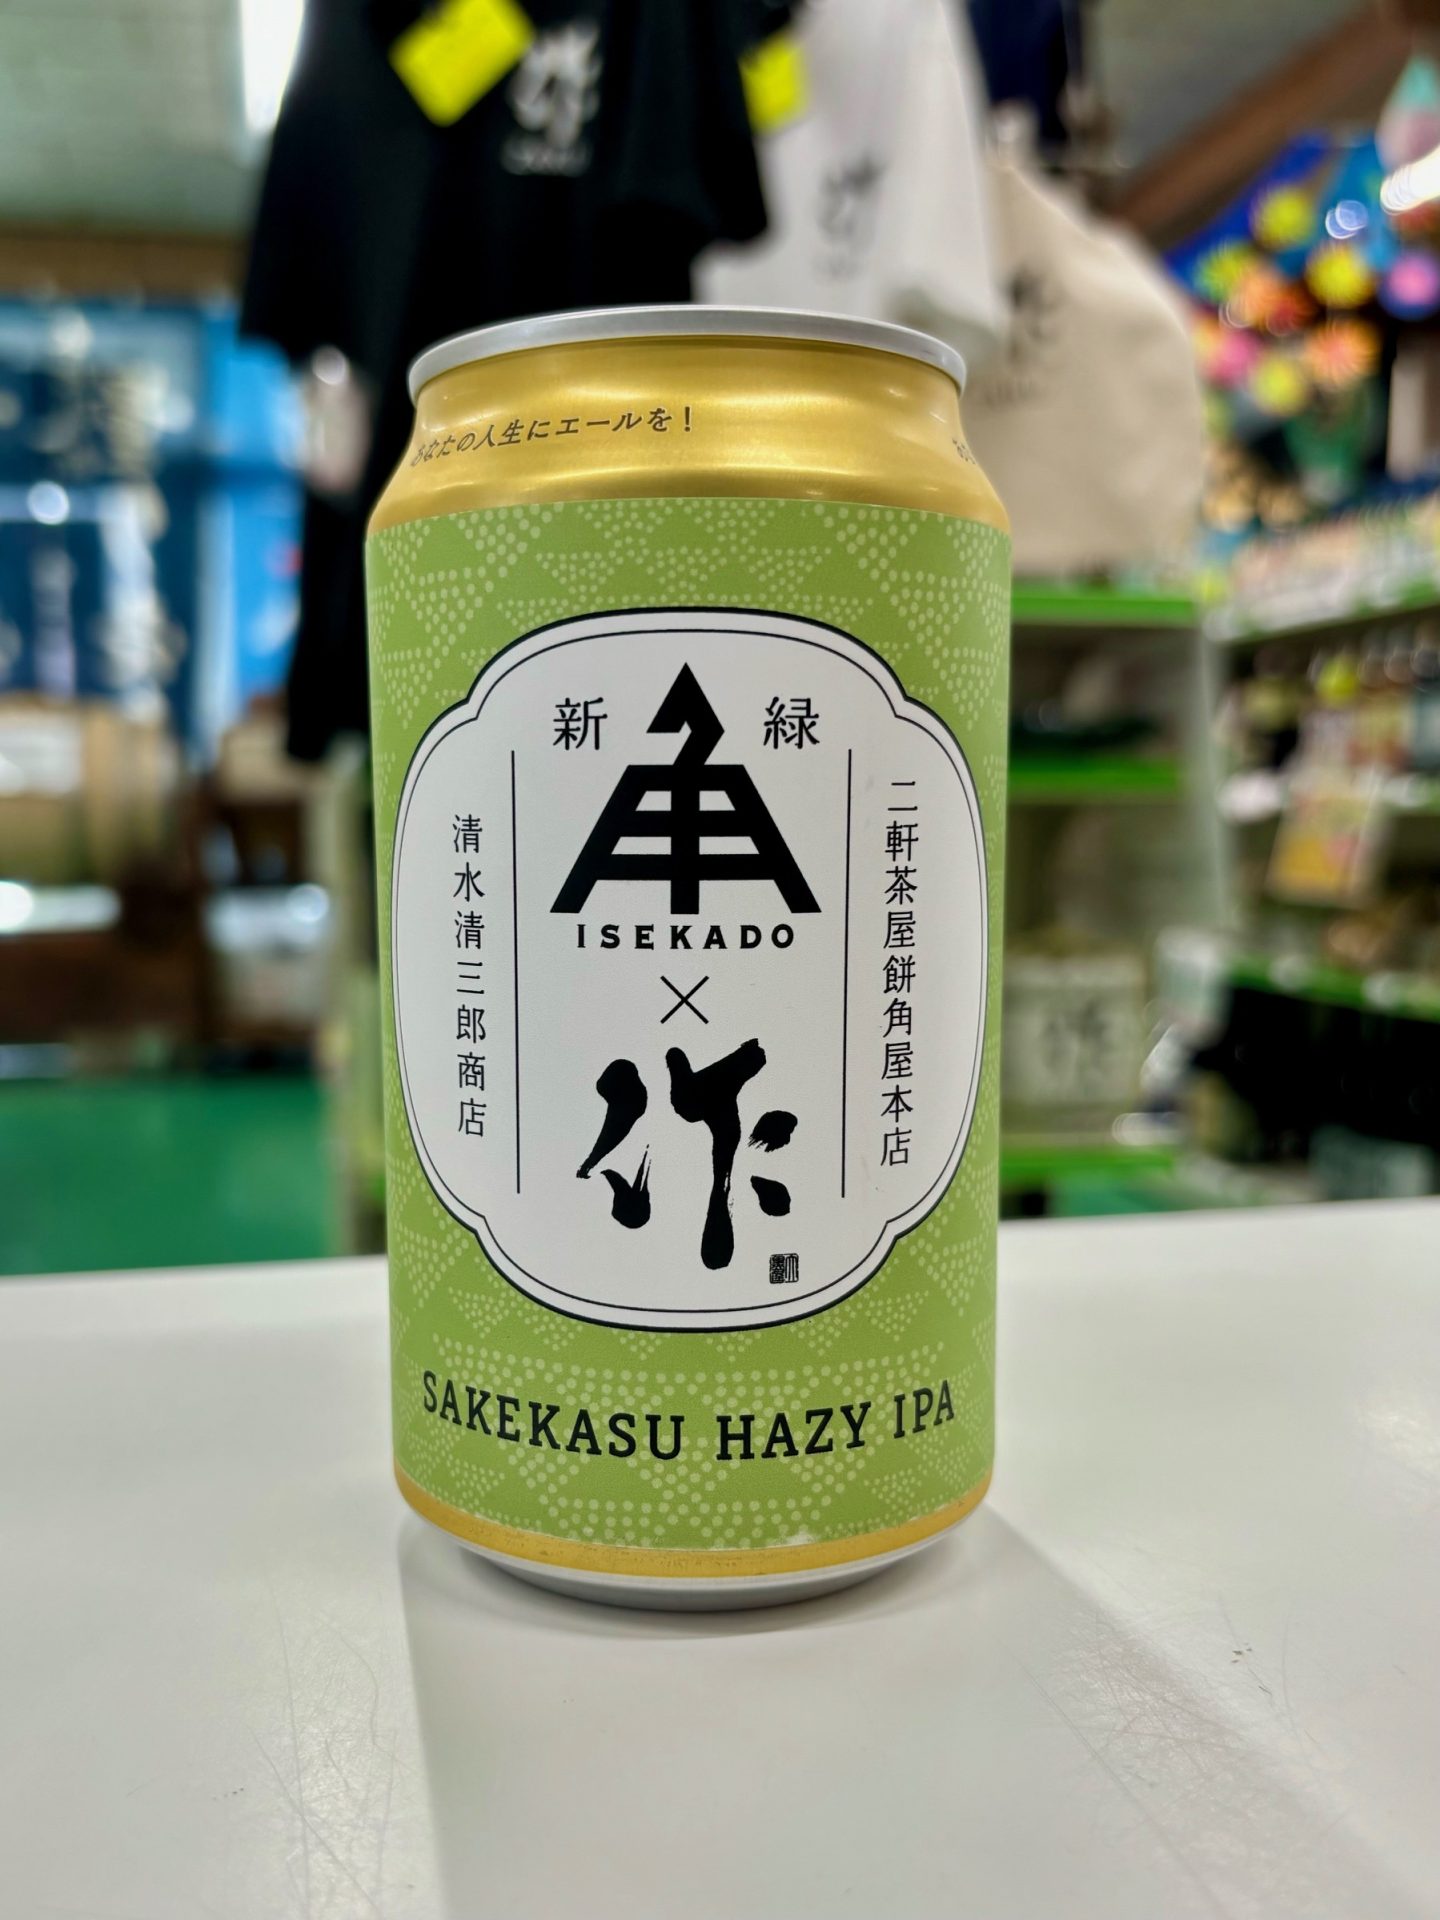 あなたの人生にエールを！
新 緑
角
ISEKADO
×
作
二軒茶屋餅角屋本店
清水清三郎商店
SAKEKASU HAZY IPA